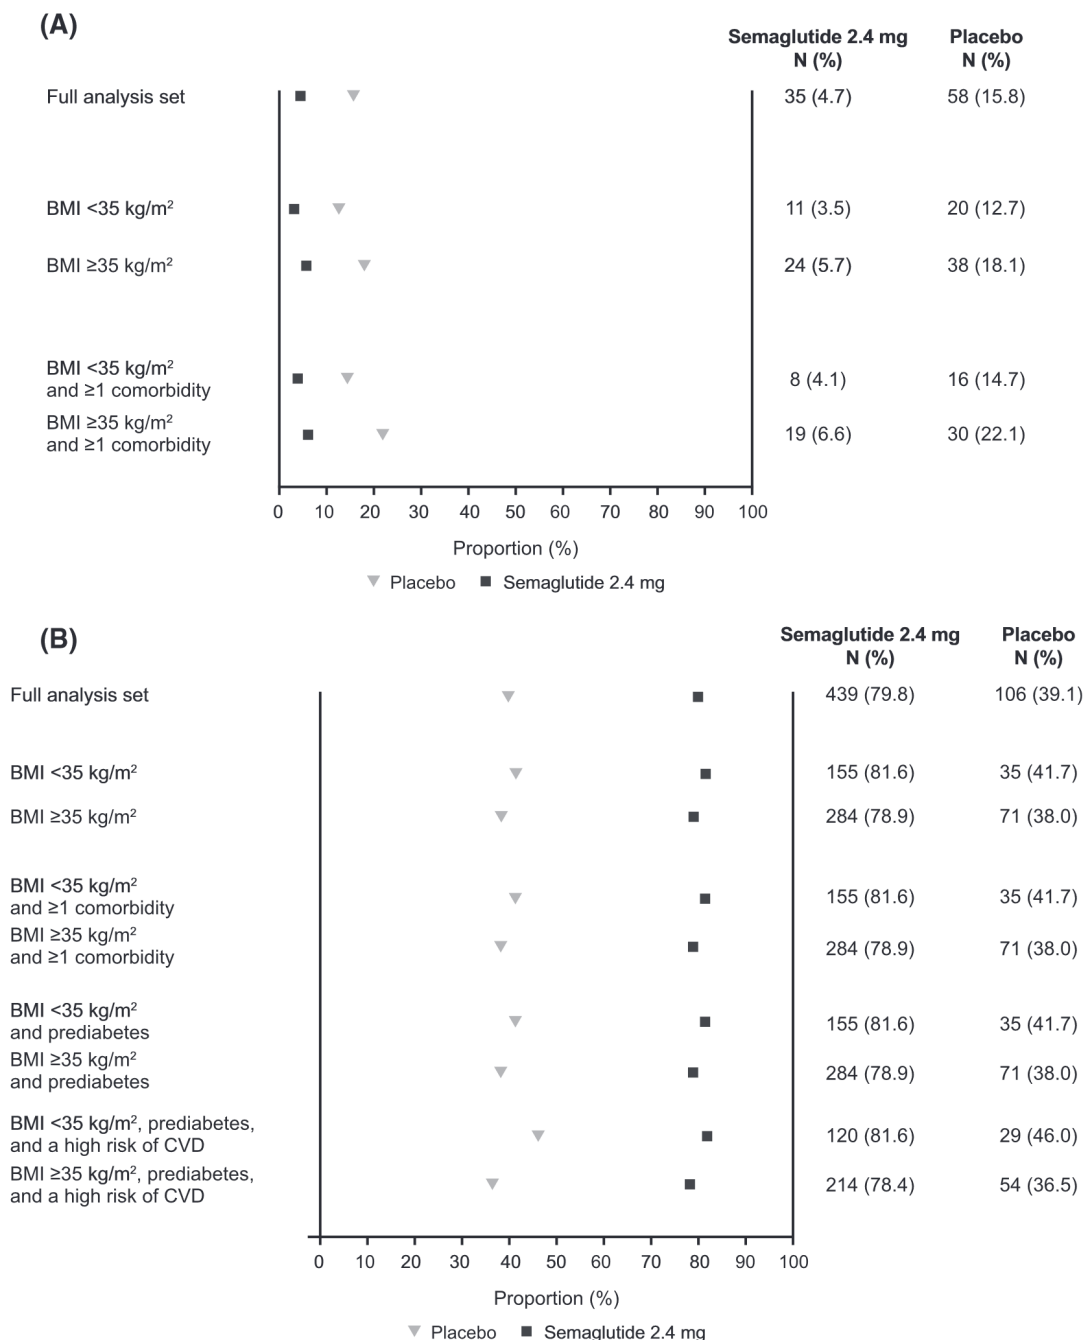 (A)
Semaglutide 2.4 mg Placebo
N (%) N (%)
Full analysis set 35 (4.7) 58 (15.8)
BMI <35 kg/m² 11 (3.5) 20 (12.7)
BMI ≥35 kg/m² 24 (5.7) 38 (18.1)
BMI <35 kg/m²
and ≥1 comorbidity 8 (4.1) 16 (14.7)
BMI ≥35 kg/m²
and ≥1 comorbidity 19 (6.6) 30 (22.1)
0 10 20 30 40 50 60 70 80 90 100
Proportion (%)
Placebo Semaglutide 2.4 mg
(B)
Semaglutide 2.4 mg Placebo
N (%) N (%)
Full analysis set 439 (79.8) 106 (39.1)
BMI <35 kg/m² 155 (81.6) 35 (41.7)
BMI ≥35 kg/m² 284 (78.9) 71 (38.0)
BMI <35 kg/m²
and ≥1 comorbidity 155 (81.6) 35 (41.7)
BMI ≥35 kg/m²
and ≥1 comorbidity 284 (78.9) 71 (38.0)
BMI <35 kg/m²
and prediabetes 155 (81.6) 35 (41.7)
BMI ≥35 kg/m²
and prediabetes 284 (78.9) 71 (38.0)
BMI <35 kg/m², prediabetes,
and a high risk of CVD 120 (81.6) 29 (46.0)
BMI ≥35 kg/m², prediabetes,
and a high risk of CVD 214 (78.4) 54 (36.5)
0 10 20 30 40 50 60 70 80 90 100
Proportion (%)
Placebo Semaglutide 2.4 mg